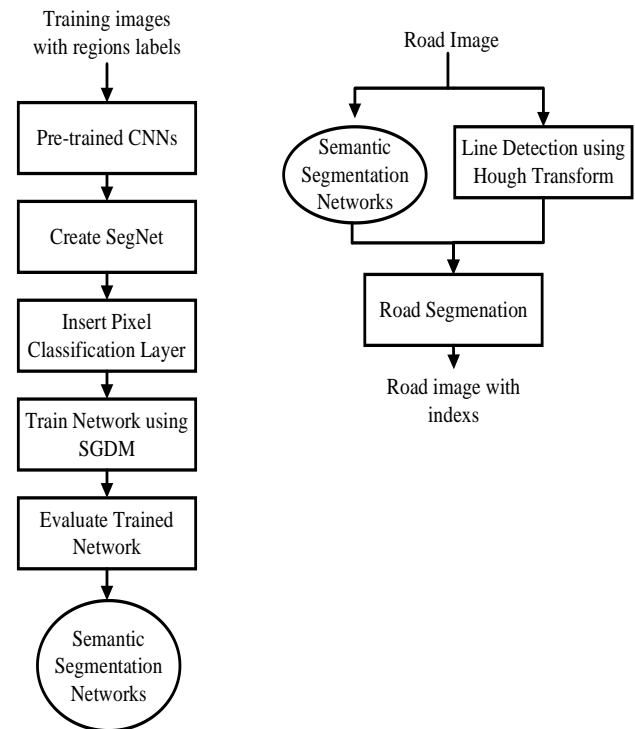 Training images
with regions labels
Pre-trained CNNs
Create SegNet
Insert Pixel
Classification Layer
Train Network using
SGDM
Evaluate Trained
Network
Semantic
Segmentation
Networks
Road Image
Semantic
Segmentation
Networks
Line Detection using
Hough Transform
Road Segmenation
Road image with
indexs